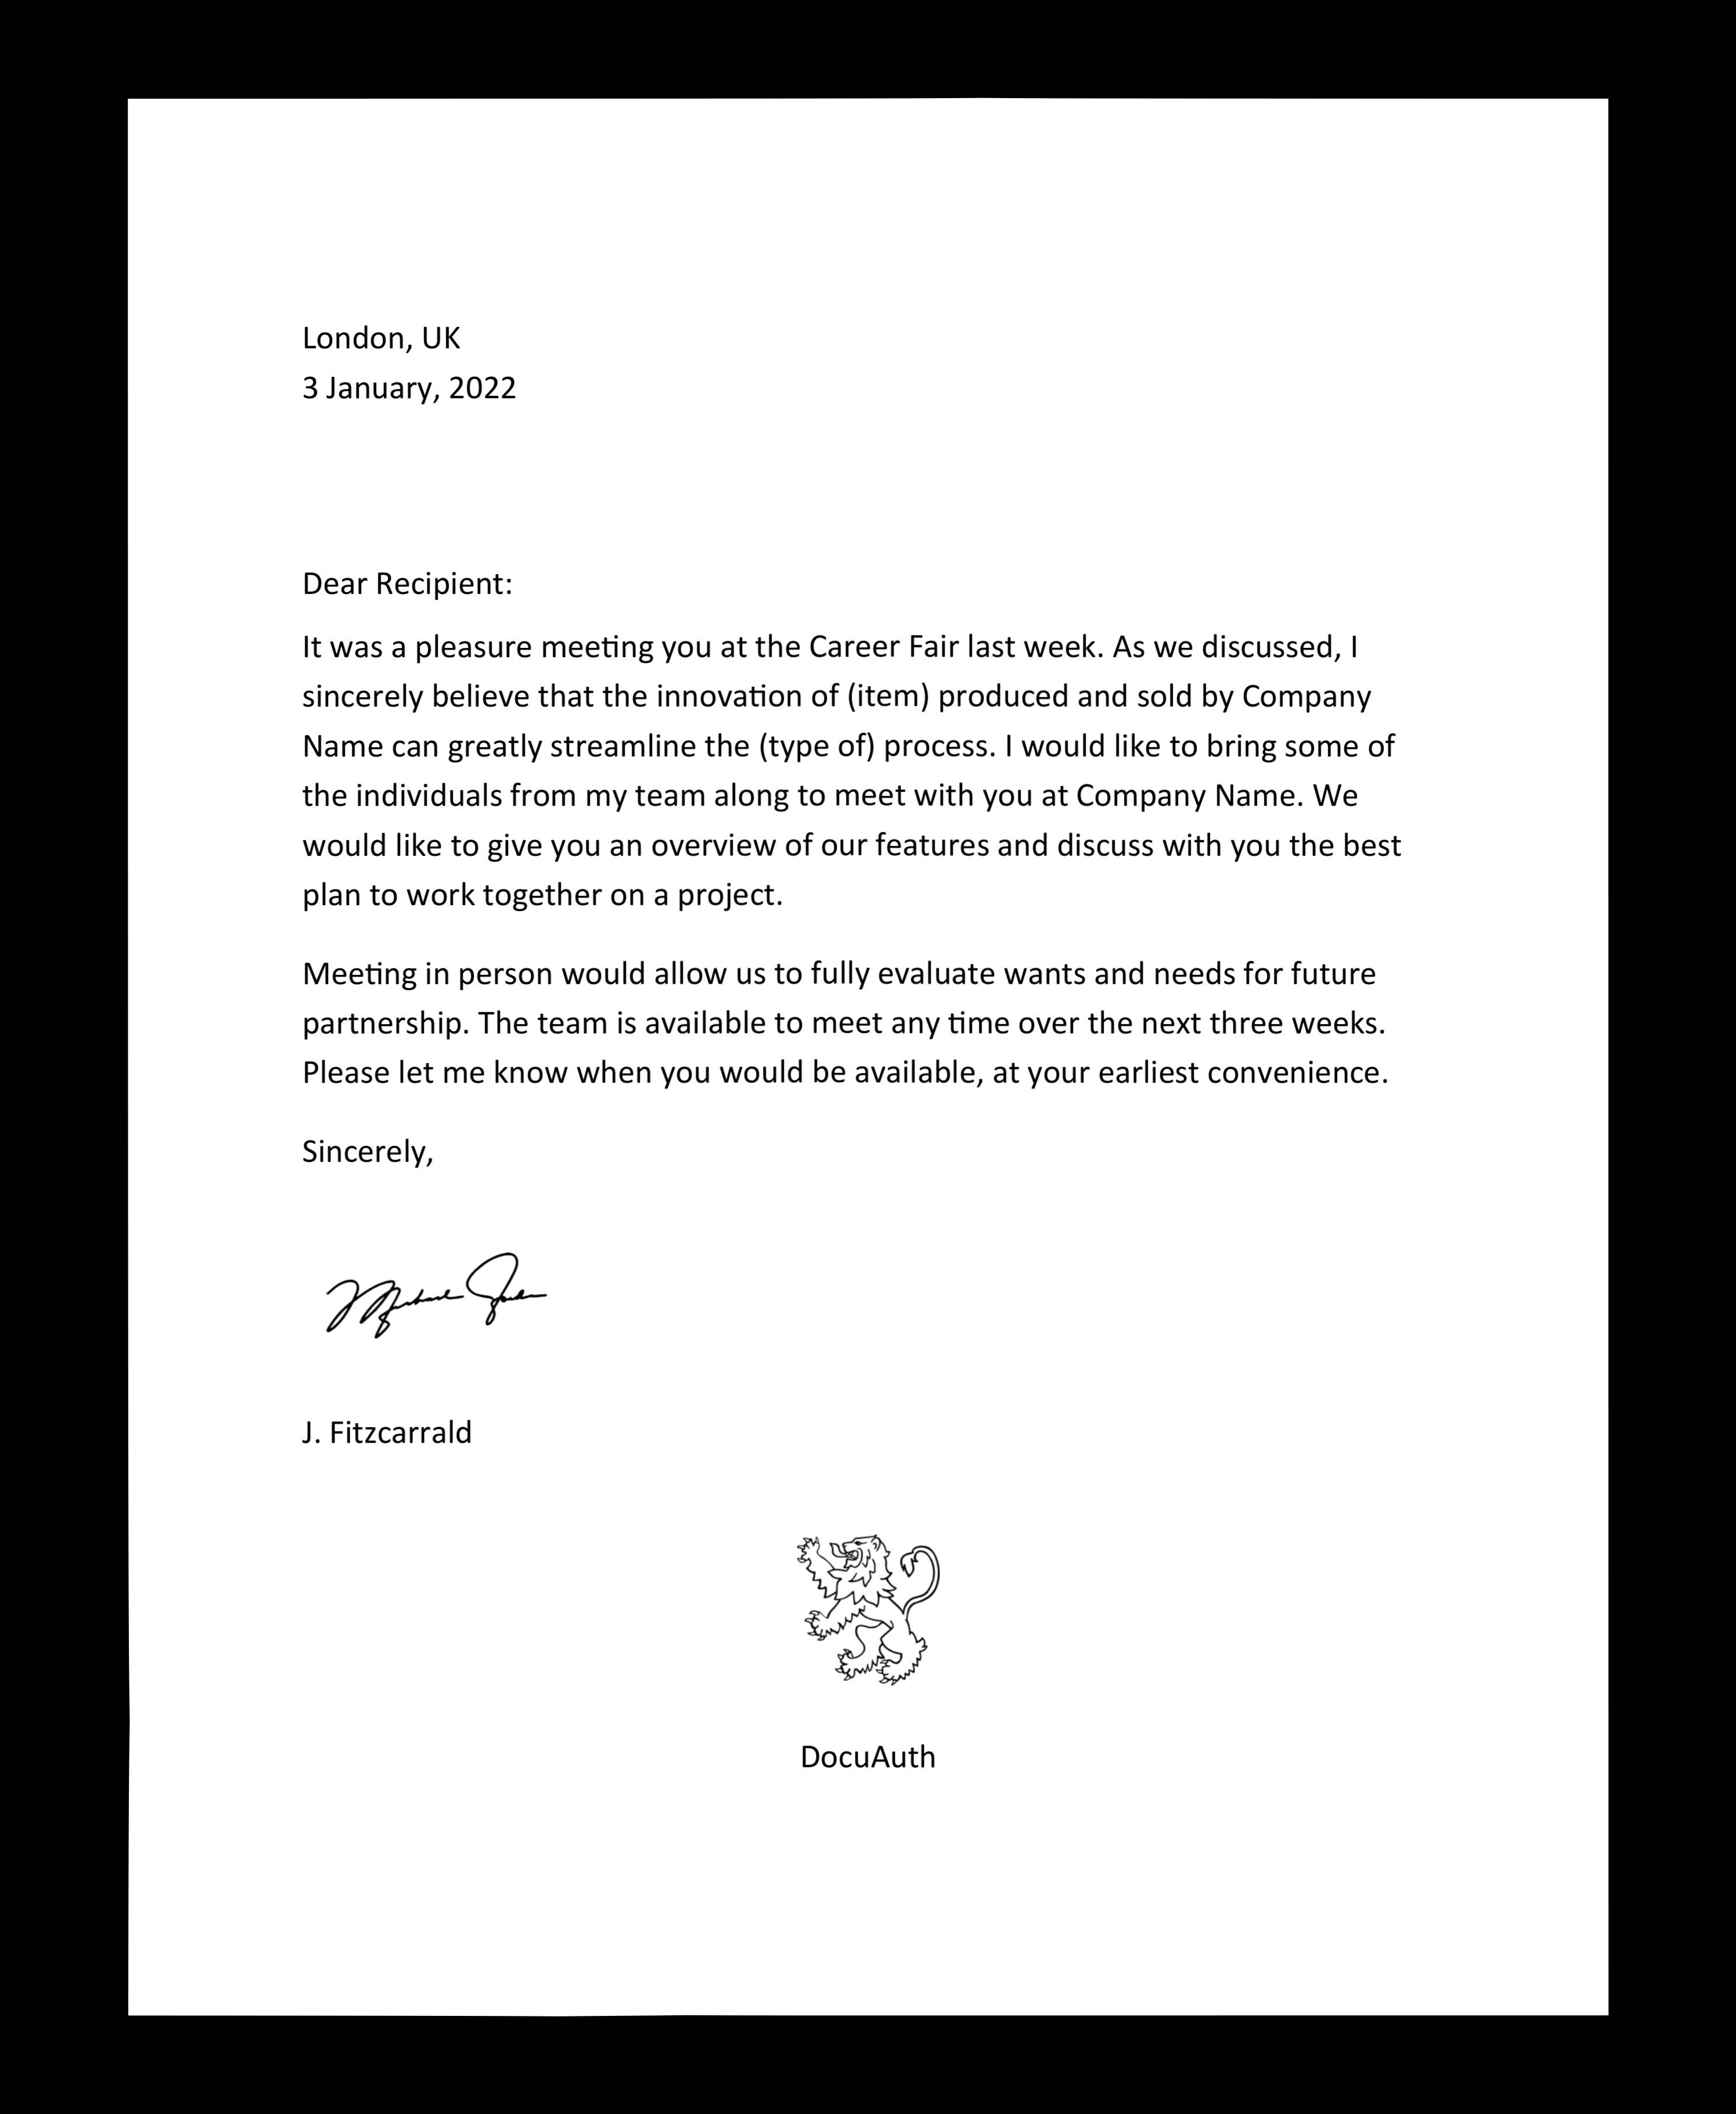 London, UK
3 January, 2022
Dear Recipient:
It was a pleasure meeting you at the Career Fair last week. As we discussed, I
sincerely believe that the innovation of (item) produced and sold by Company
Name can greatly streamline the (type of) process. I would like to bring some of
the individuals from my team along to meet with you at Company Name. We
would like to give you an overview of our features and discuss with you the best
plan to work together on a project.
Meeting in person would allow us to fully evaluate wants and needs for future
partnership. The team is available to meet any time over the next three weeks.
Please let me know when you would be available, at your earliest convenience.
Sincerely,
J. Fitzcarrald
DocuAuth